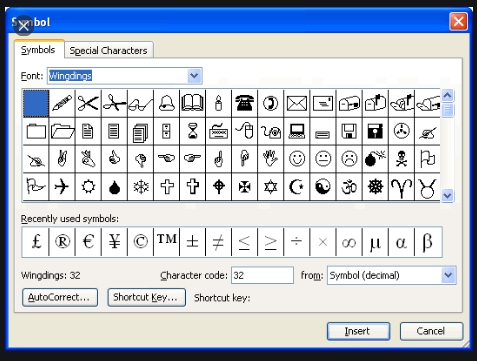 Symbol
Symbols Special Characters
Font: Wingdings
Recently used symbols:
£ ® € ¥ © ™ ± ≠ ≤ ≥ ÷ × ∞ µ α β
Wingdings: 32 Character code: 32 from: Symbol (decimal)
AutoCorrect... Shortcut Key... Shortcut key:
Insert Cancel